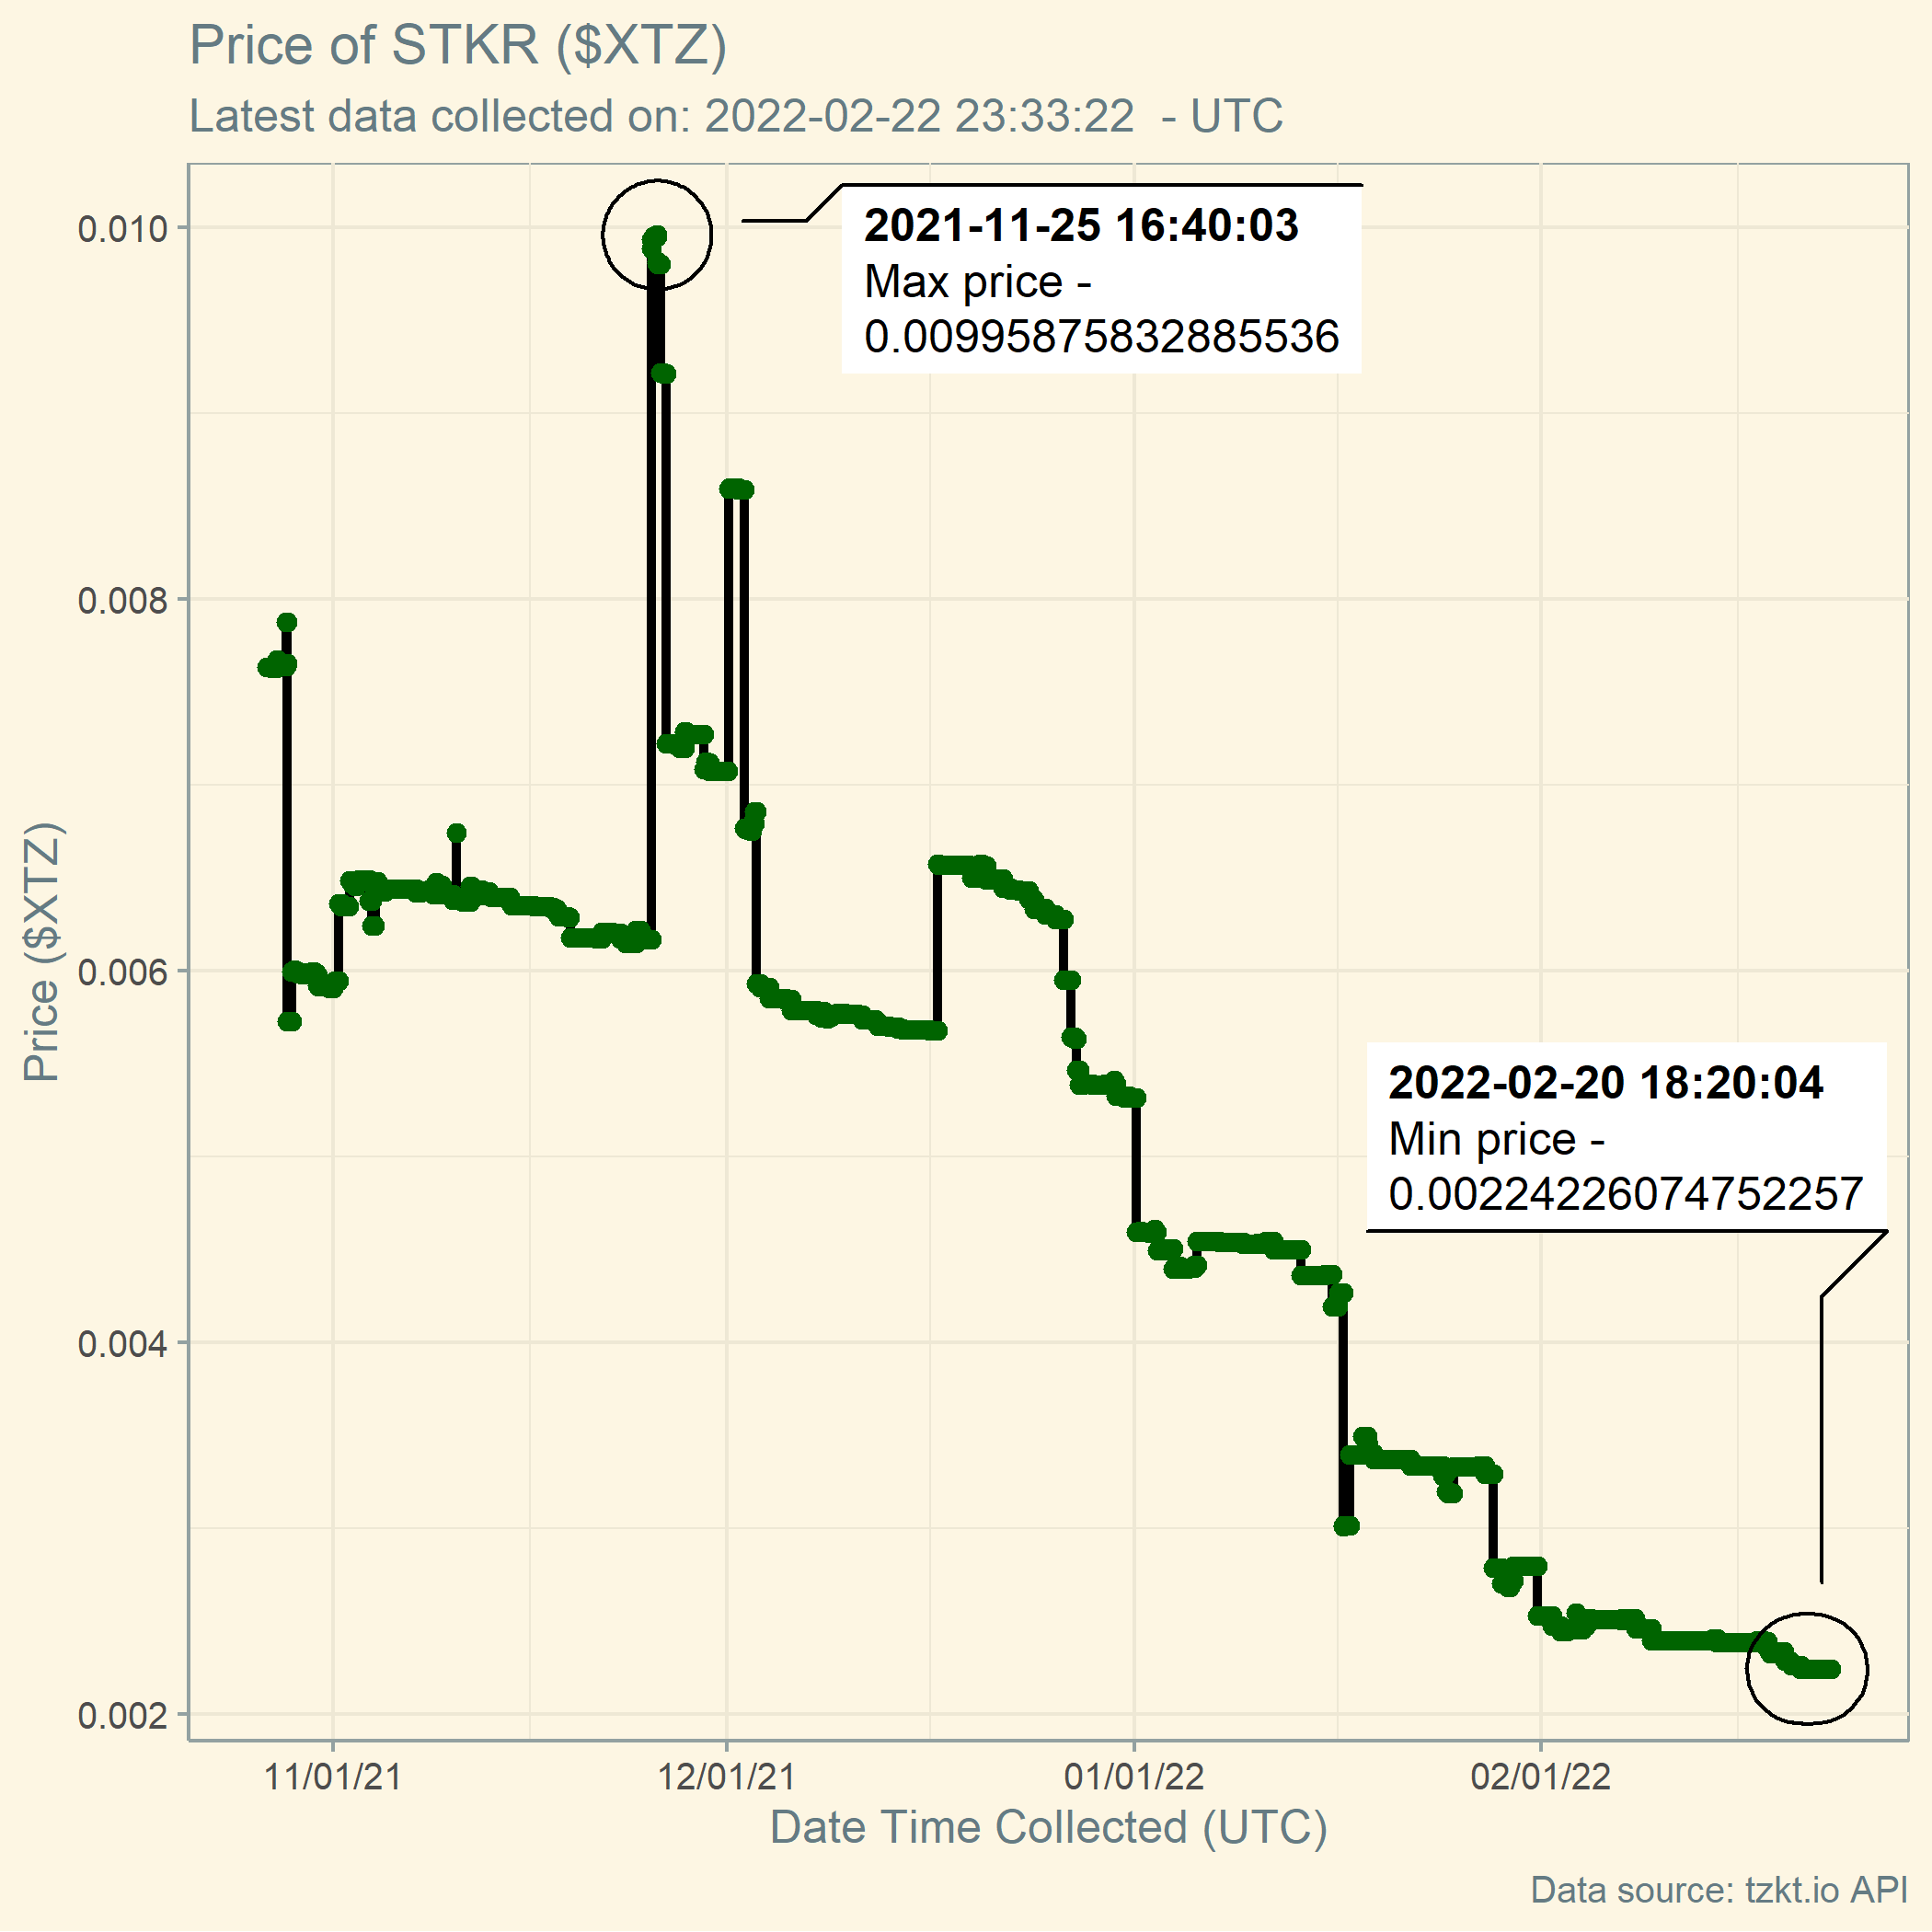 Price of STKR ($XTZ)
Latest data collected on: 2022-02-22 23:33:22  - UTC
2021-11-25 16:40:03
Max price -
0.00995875832885536
2022-02-20 18:20:04
Min price -
0.002242226074752257
0.010
0.008
0.006
0.004
0.002
Price ($XTZ)
11/01/21
12/01/21
01/01/22
02/01/22
Date Time Collected (UTC)
Data source: tzkt.io API